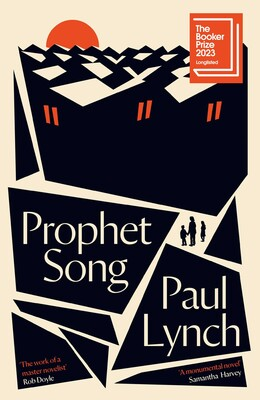 The
Booker
Prize
2023
Longlisted
Prophet
Song
Paul
Lynch
'The work of a
master novelist'
Rob Doyle
'A monumental novel'
Samantha Harvey